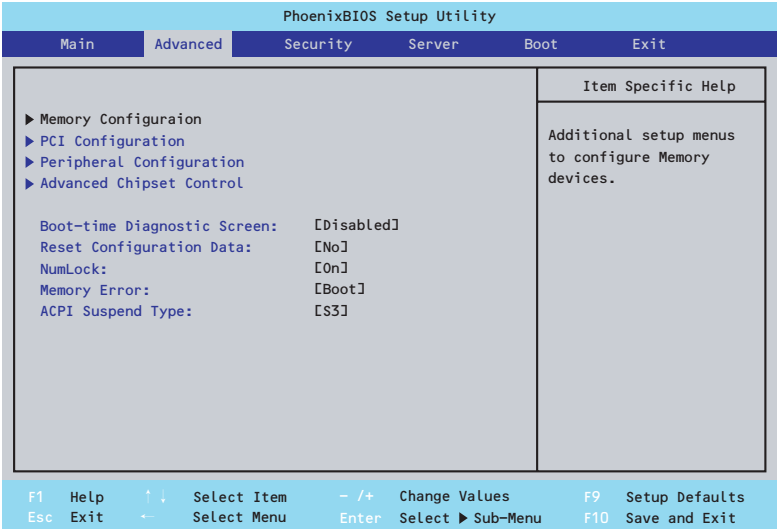 PhoenixBIOS Setup Utility
Main Advanced Security Server Boot Exit
Item Specific Help
▶ Memory Configuraion
▶ PCI Configuration
▶ Peripheral Configuration
▶ Advanced Chipset Control
Additional setup menus
to configure Memory
devices.
Boot-time Diagnostic Screen: [Disabled]
Reset Configuration Data: [No]
NumLock: [On]
Memory Error: [Boot]
ACPI Suspend Type: [S3]
F1 Help ↑ ↓ Select Item - /+ Change Values F9 Setup Defaults
Esc Exit ← Select Menu Enter Select ▶ Sub-Menu F10 Save and Exit